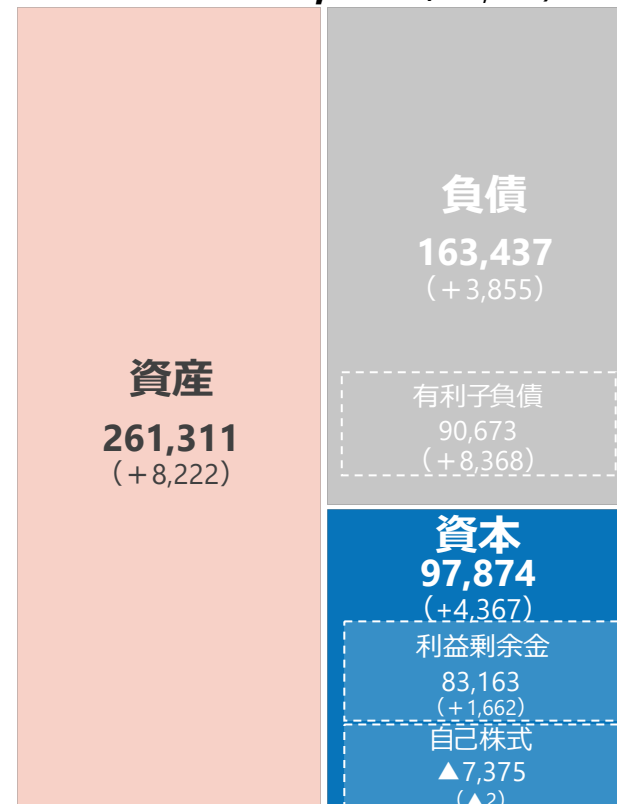 資産
261,311
（＋8,222）
負債
163,437
（＋3,855）
有利子負債
90,673
（＋8,368）
資本
97,874
（+4,367）
利益剰余金
83,163
（＋1,662）
自己株式
▲7,375
（▲2）